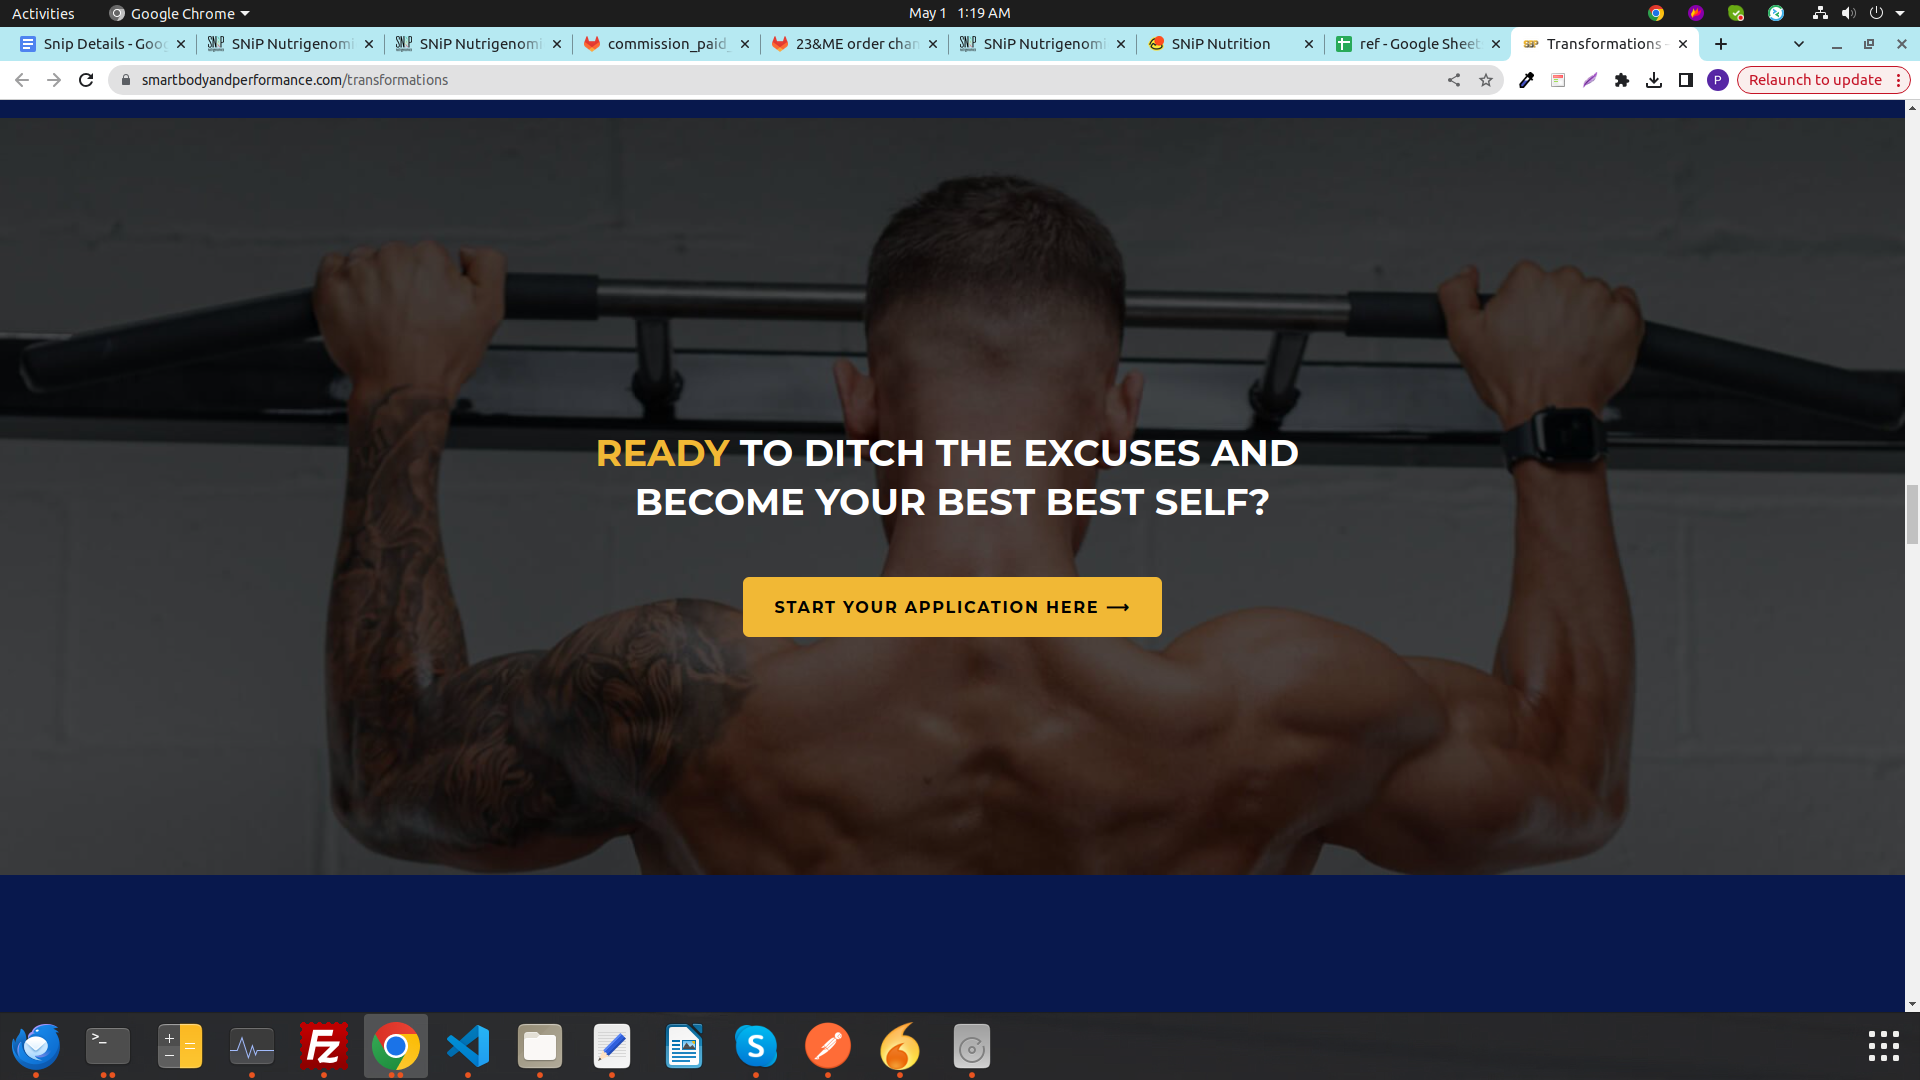 Activities
Google Chrome
May 1 1:19 AM
Snip Details - Goo
SNiP Nutrigenomi
SNiP Nutrigenomi
commission_paid_
23&ME order chan
SNiP Nutrigenomi
SNiP Nutrition
ref - Google Sheet
Transformations -
smartbodyandperformance.com/transformations
P
Relaunch to update
READY TO DITCH THE EXCUSES AND
BECOME YOUR BEST BEST SELF?
START YOUR APPLICATION HERE ⟶